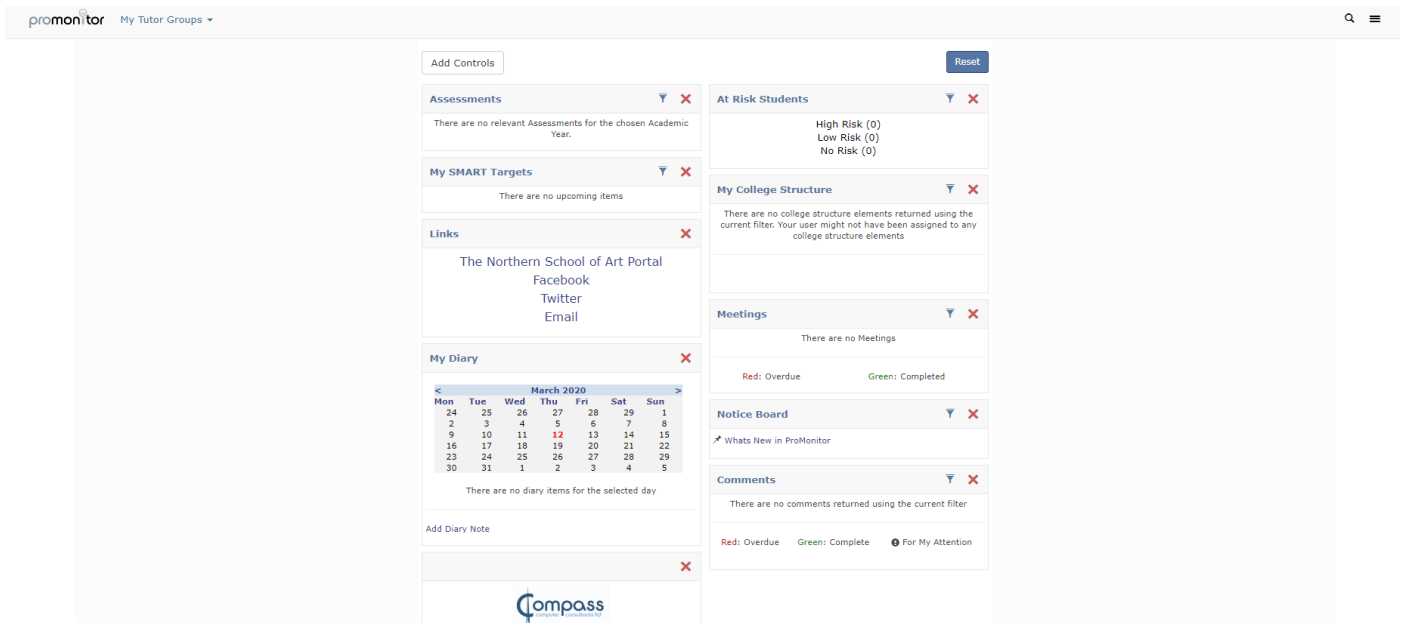 promonitor My Tutor Groups
Add Controls
Reset
Assessments
There are no relevant Assessments for the chosen Academic
Year.
My SMART Targets
There are no upcoming items
Links
The Northern School of Art Portal
Facebook
Twitter
Email
My Diary
< March 2020 >
Mon Tue Wed Thu Fri Sat Sun
24 25 26 27 28 29 1
2 3 4 5 6 7 8
9 10 11 12 13 14 15
16 17 18 19 20 21 22
23 24 25 26 27 28 29
30 31 1 2 3 4 5
There are no diary items for the selected day
Add Diary Note
Compass
computer consultants ltd
At Risk Students
High Risk (0)
Low Risk (0)
No Risk (0)
My College Structure
There are no college structure elements returned using the
current filter. Your user might not have been assigned to any
college structure elements
Meetings
There are no Meetings
Red: Overdue Green: Completed
Notice Board
Whats New in ProMonitor
Comments
There are no comments returned using the current filter
Red: Overdue Green: Complete For My Attention